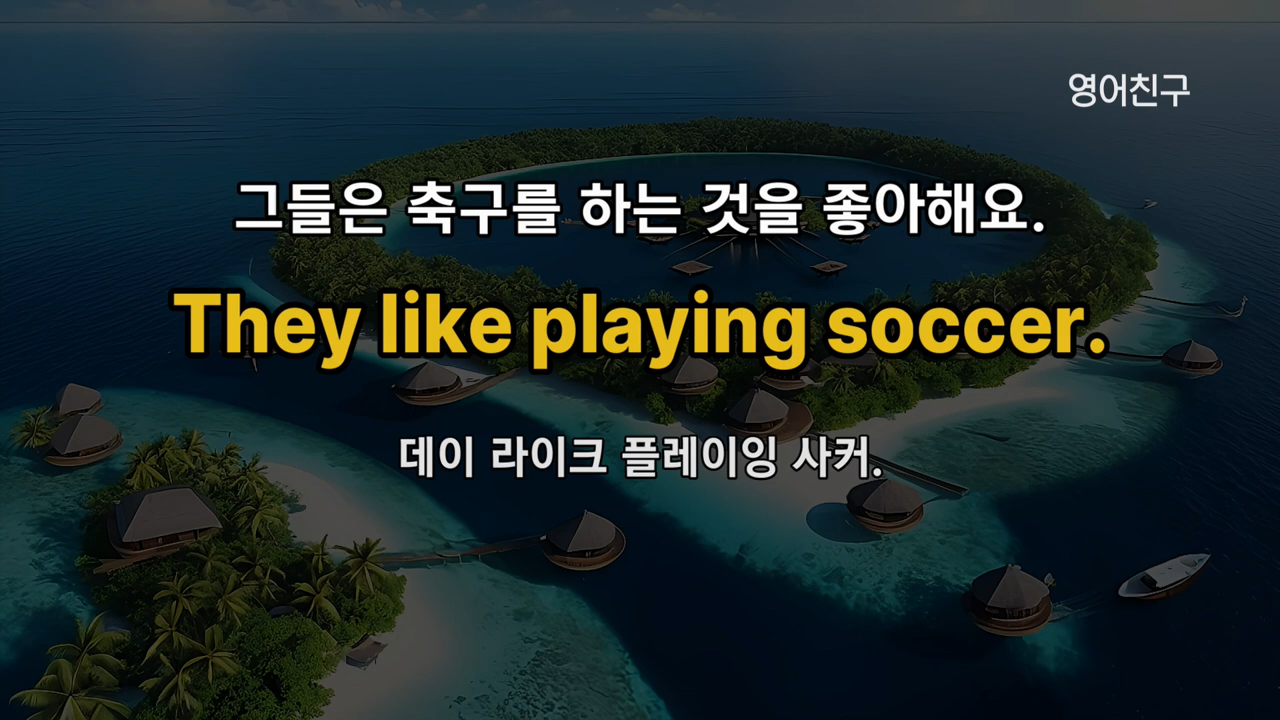 영어친구
그들은 축구를 하는 것을 좋아해요.
They like playing soccer.
데이 라이크 플레이잉 사커.